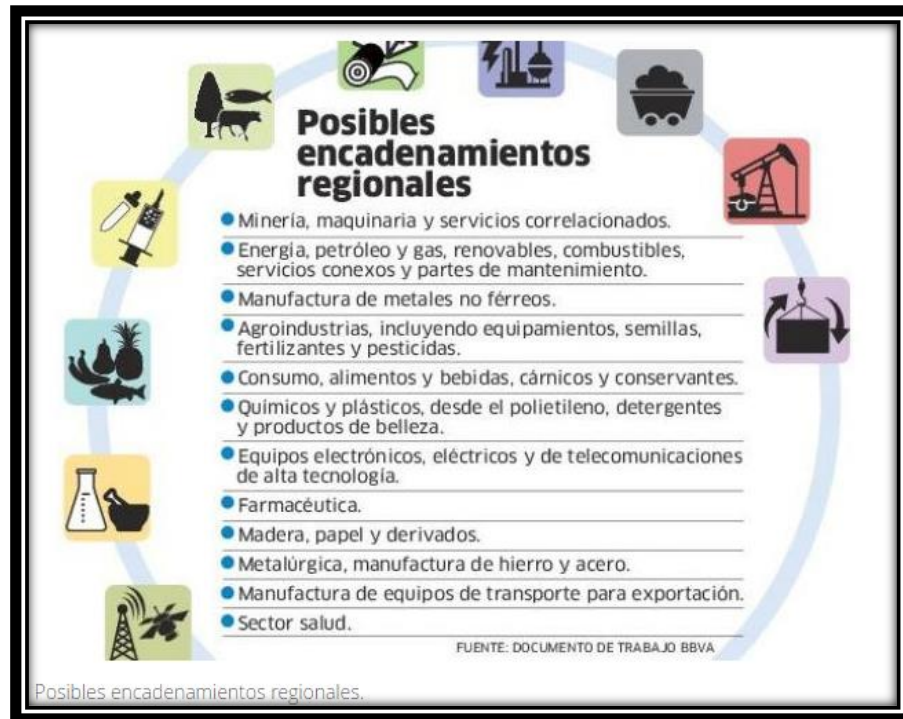 Posibles
encadenamientos
regionales
Minería, maquinaria y servicios correlacionados.
Energía, petróleo y gas, renovables, combustibles,
servicios conexos y partes de mantenimiento.
Manufactura de metales no férreos.
Agroindustrias, incluyendo equipamientos, semillas,
fertilizantes y pesticidas.
Consumo, alimentos y bebidas, cárnicos y conservantes.
Químicos y plásticos, desde el polietileno, detergentes
y productos de belleza.
Equipos electrónicos, eléctricos y de telecomunicaciones
de alta tecnología.
Farmacéutica.
Madera, papel y derivados.
Metalúrgica, manufactura de hierro y acero.
Manufactura de equipos de transporte para exportación.
Sector salud.
FUENTE: DOCUMENTO DE TRABAJO BBVA
Posibles encadenamientos regionales.